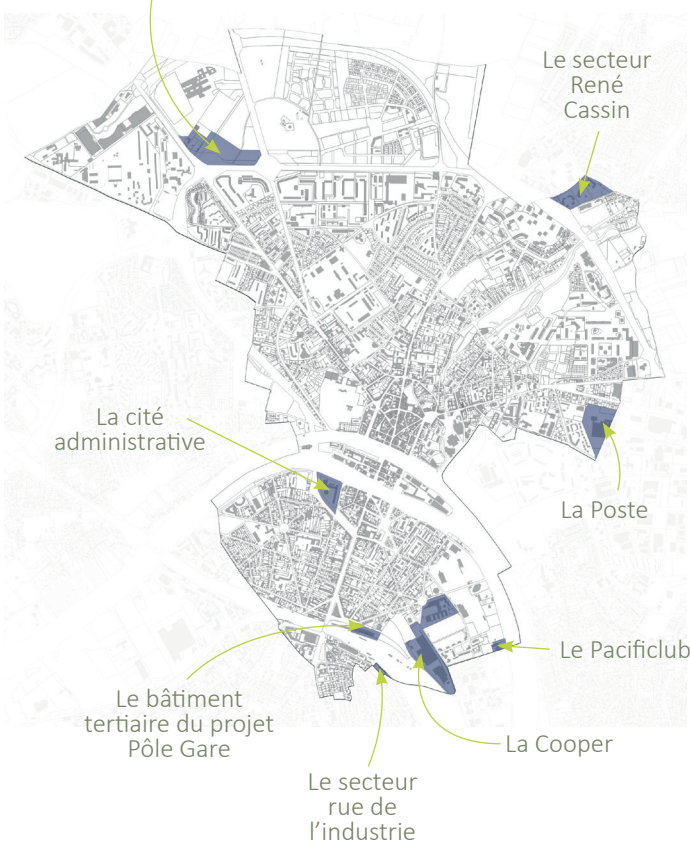 Le secteur
René
Cassin
La cité
administrative
La Poste
Le Pacificlub
Le bâtiment
tertiaire du projet
Pôle Gare
La Cooper
Le secteur
rue de
l’industrie